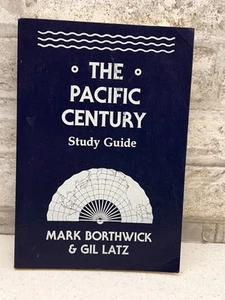 THE
PACIFIC
CENTURY
Study Guide
MARK BORTHWICK
& GIL LATZ